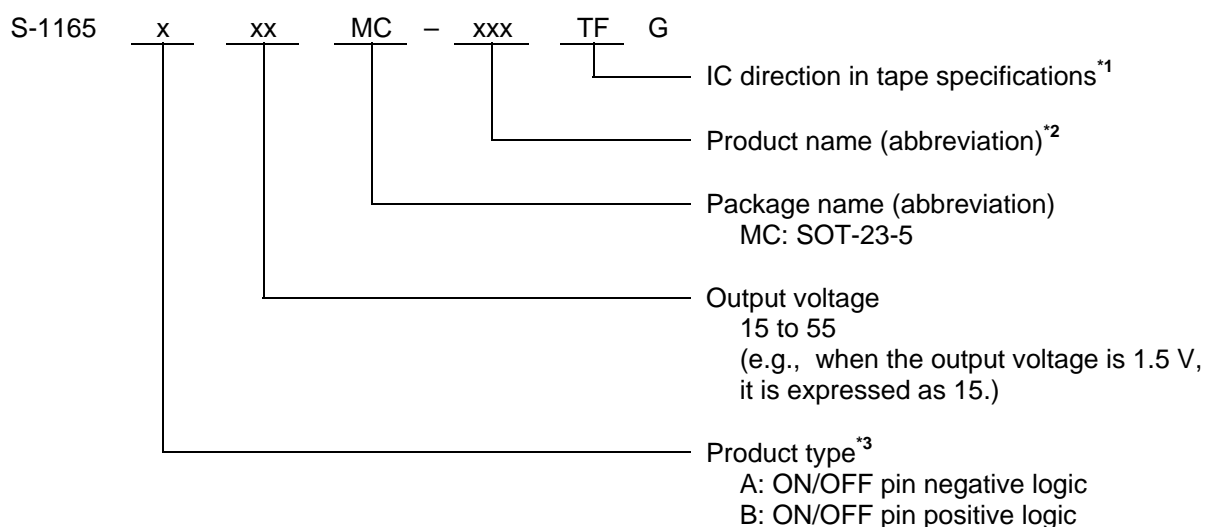 S-1165 x xx MC – xxx TF G
IC direction in tape specifications*1
Product name (abbreviation)*2
Package name (abbreviation)
MC: SOT-23-5
Output voltage
15 to 55
(e.g., when the output voltage is 1.5 V,
it is expressed as 15.)
Product type*3
A: ON/OFF pin negative logic
B: ON/OFF pin positive logic